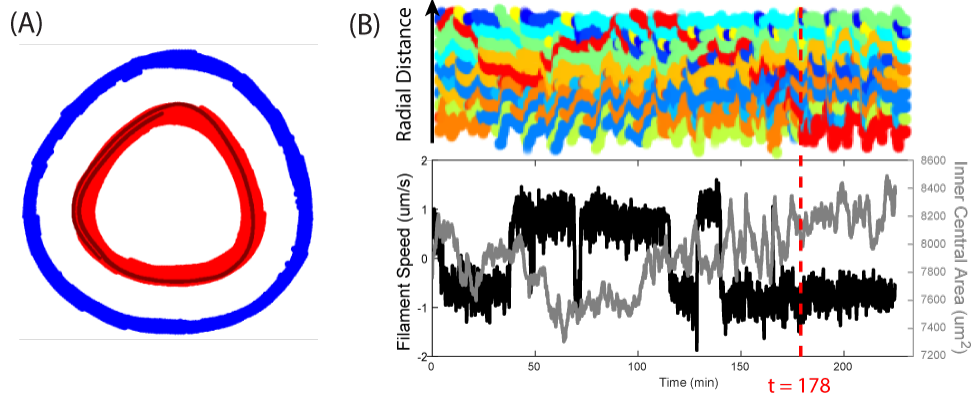 (A)
(B)
Radial Distance
Filament Speed (um/s)
2
1
0
-1
-2
8600
8400
8200
8000
7800
7600
7400
7200
Inner Central Area (um²)
0
50
100
150
200
Time (min)
t = 178